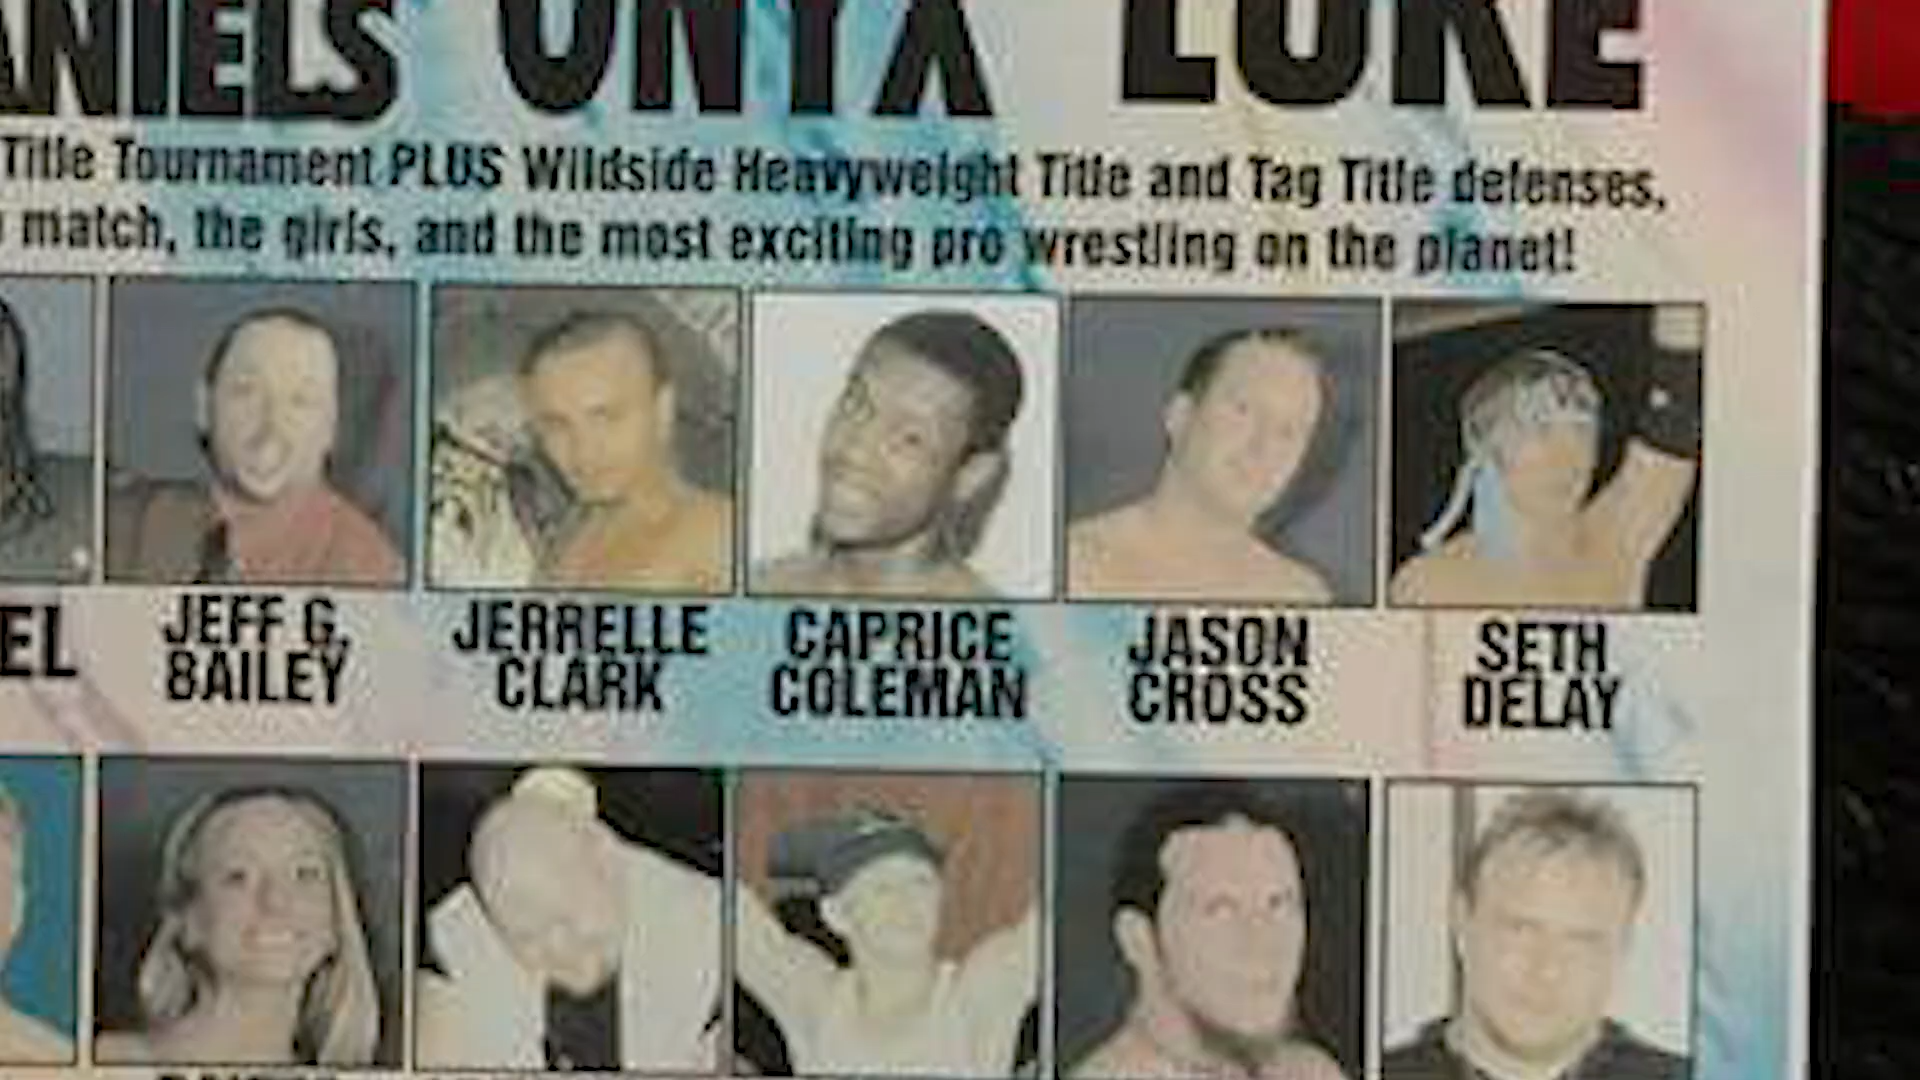 ANIELS ONYX LUKE
Title Tournament PLUS Wildside Heavyweight Title and Tag Title defenses,
match, the girls, and the most exciting pro wrestling on the planet!
EL
JEFF G. BAILEY
JERRELLE CLARK
CAPRICE COLEMAN
JASON CROSS
SETH DELAY